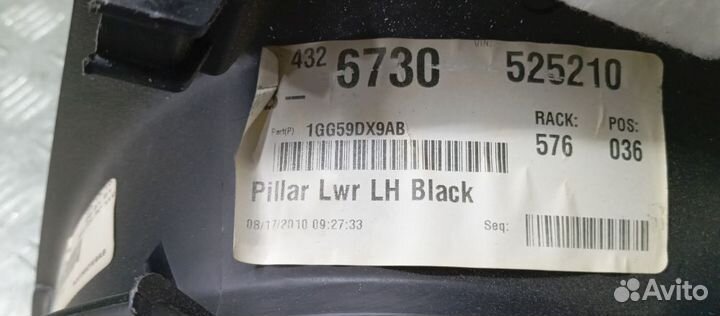 432 6730 VIN: 525210
Part(P) 1GG59DX9AB
RACK: POS:
576 036
Pillar Lwr LH Black
08/17/2010 09:27:33 Seq:
Avito